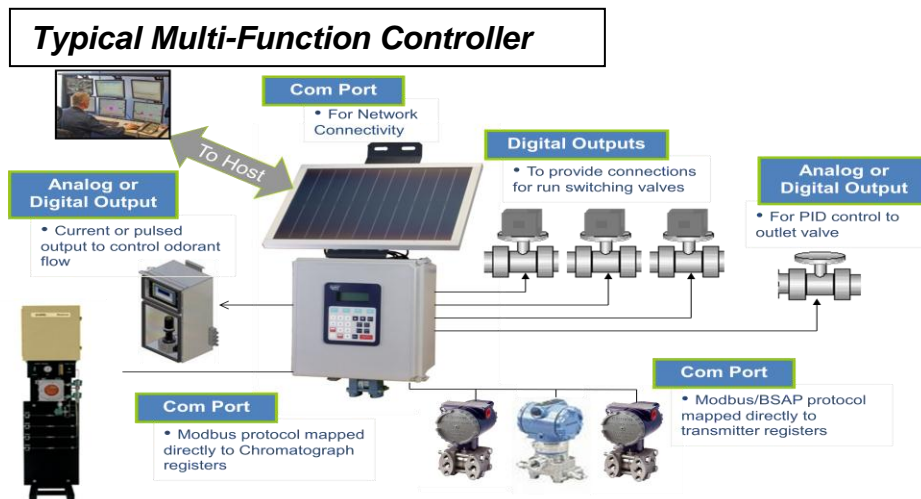 Typical Multi-Function Controller
Com Port
• For Network
Connectivity
To Host
Digital Outputs
• To provide connections
for run switching valves
Analog or
Digital Output
• For PID control to
outlet valve
Analog or
Digital Output
• Current or pulsed
output to control odorant
flow
Com Port
• Modbus protocol mapped
directly to Chromatograph
registers
Com Port
• Modbus/BSAP protocol
mapped directly to
transmitter registers